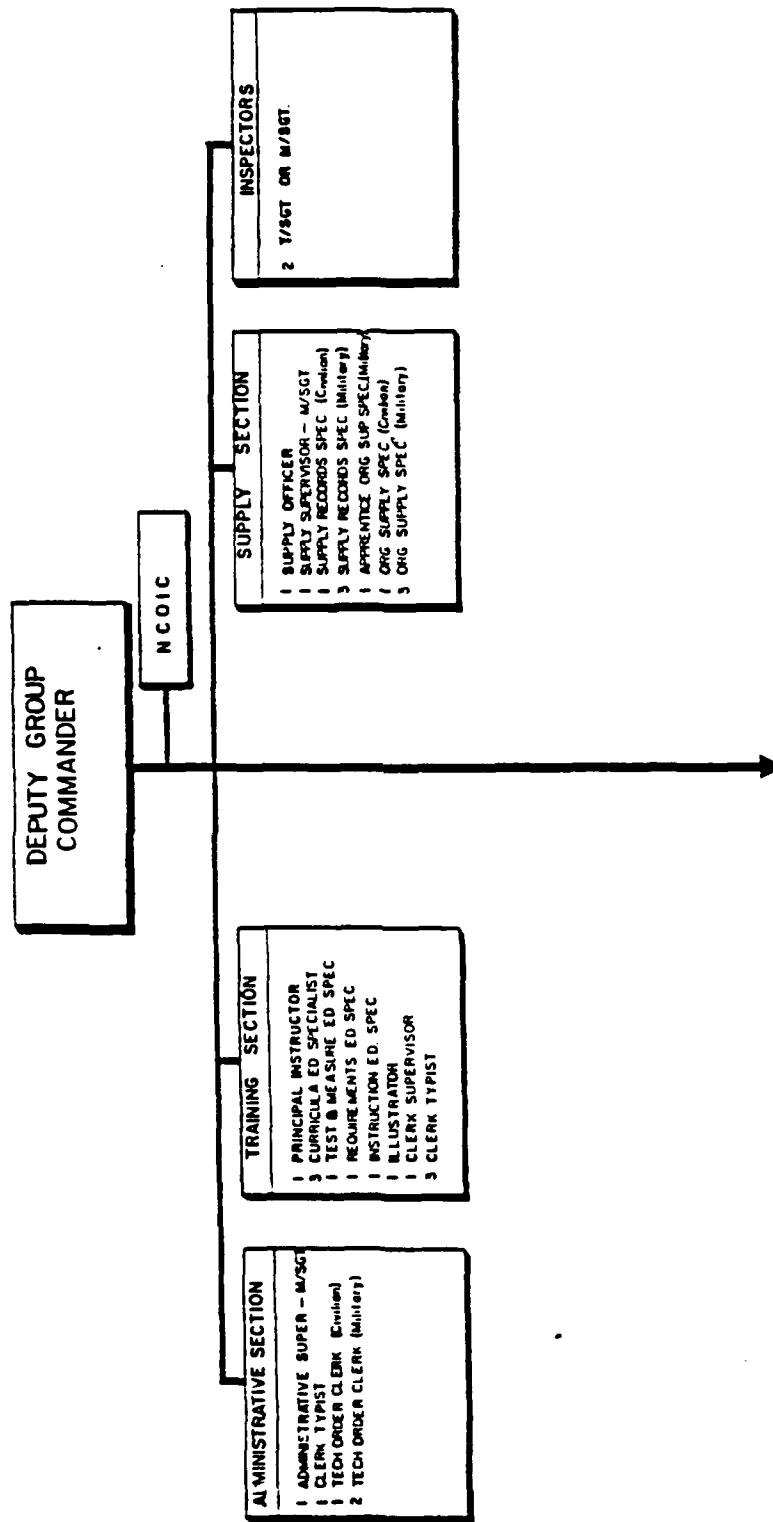 DEPUTY GROUP
COMMANDER
NCOIC
ADMINISTRATIVE SECTION
1 ADMINISTRATIVE SUPER - M/SGT
1 CLERK TYPIST
1 TECH ORDER CLERK (Civilian)
2 TECH ORDER CLERK (Military)
TRAINING SECTION
1 PRINCIPAL INSTRUCTOR
3 CURRICULA ED SPECIALIST
1 TEST & MEASURE ED SPEC
1 REQUIREMENTS ED SPEC
1 INSTRUCTION ED. SPEC
1 ILLUSTRATOR
1 CLERK SUPERVISOR
3 CLERK TYPIST
SUPPLY SECTION
1 SUPPLY OFFICER
1 SUPPLY SUPERVISOR - M/SGT
1 SUPPLY RECORDS SPEC (Civilian)
3 SUPPLY RECORDS SPEC (Military)
1 APPRENTICE ORG SUP SPEC (Military)
1 ORG SUPPLY SPEC (Civilian)
3 ORG SUPPLY SPEC (Military)
INSPECTORS
2 T/SGT OR M/SGT.